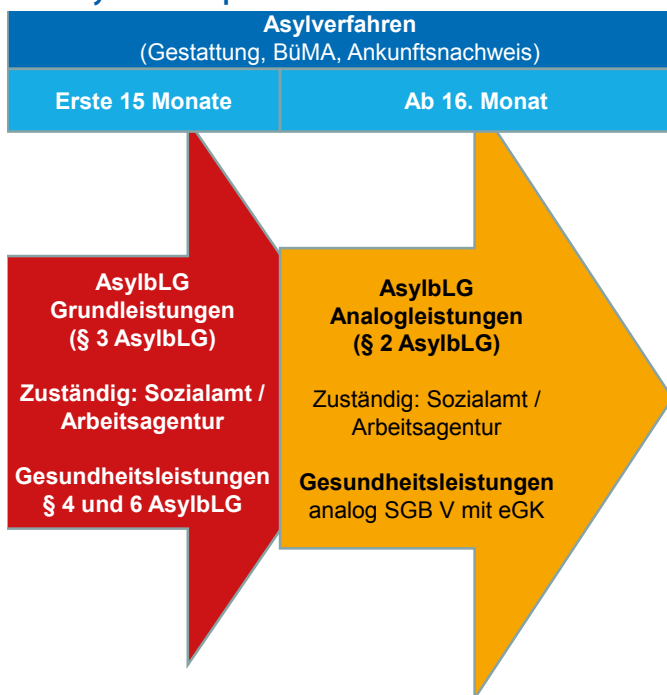 Asylverfahren
(Gestattung, BüMA, Ankunftsnachweis)
Erste 15 Monate
Ab 16. Monat
AsylbLG
Grundleistungen
(§ 3 AsylbLG)
Zuständig: Sozialamt /
Arbeitsagentur
Gesundheitsleistungen
§ 4 und 6 AsylbLG
AsylbLG
Analogleistungen
(§ 2 AsylbLG)
Zuständig: Sozialamt /
Arbeitsagentur
Gesundheitsleistungen
analog SGB V mit eGK